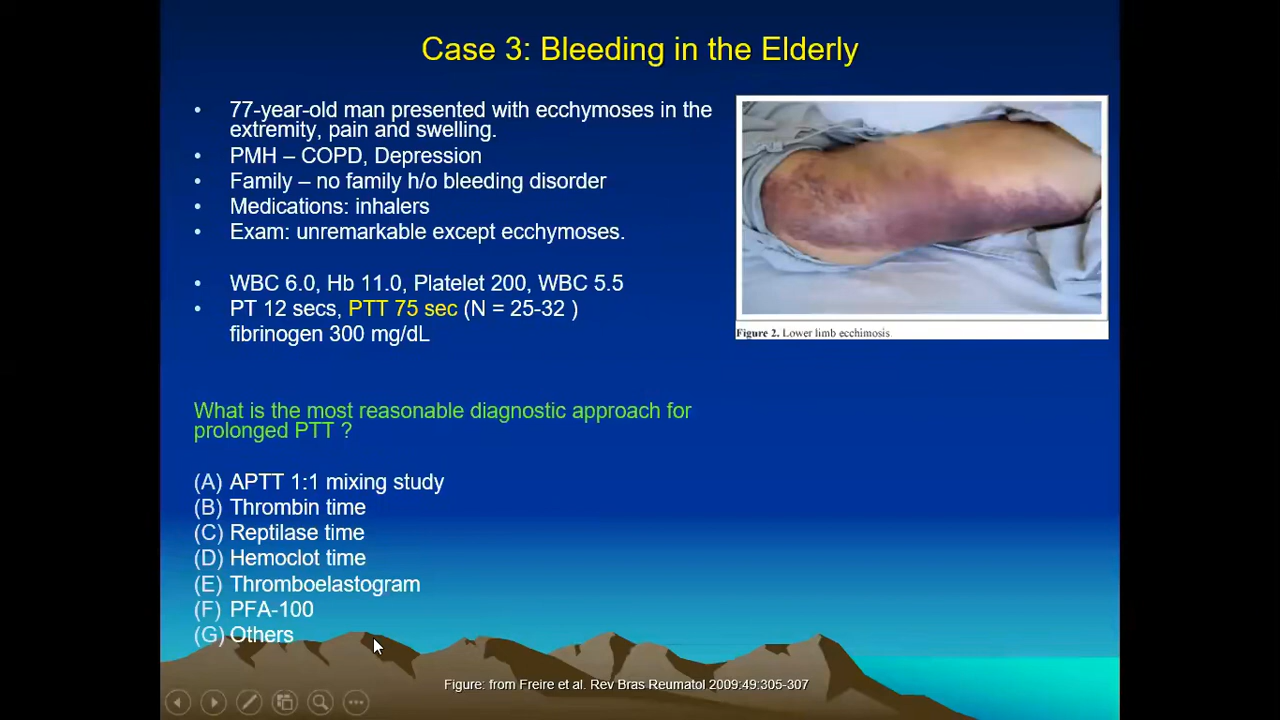 Case 3: Bleeding in the Elderly
• 77-year-old man presented with ecchymoses in the
extremity, pain and swelling.
• PMH – COPD, Depression
• Family – no family h/o bleeding disorder
• Medications: inhalers
• Exam: unremarkable except ecchymoses.
• WBC 6.0, Hb 11.0, Platelet 200, WBC 5.5
• PT 12 secs, PTT 75 sec (N = 25-32 )
fibrinogen 300 mg/dL
Figure 2. Lower limb ecchimosis
What is the most reasonable diagnostic approach for
prolonged PTT ?
(A) APTT 1:1 mixing study
(B) Thrombin time
(C) Reptilase time
(D) Hemoclot time
(E) Thromboelastogram
(F) PFA-100
(G) Others
Figure: from Freire et al. Rev Bras Reumatol 2009:49:305-307